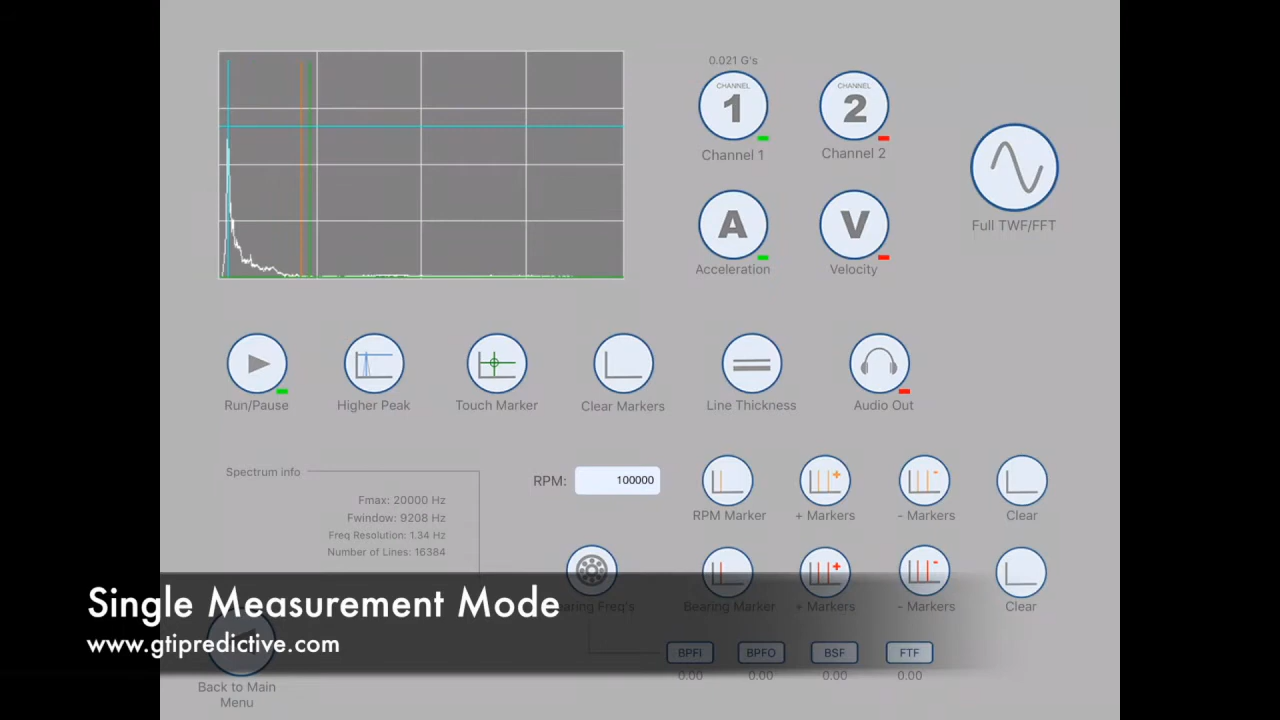 0.021 G's
CHANNEL
1
Channel 1
CHANNEL
2
Channel 2
A
Acceleration
V
Velocity
Full TWF/FFT
Run/Pause
Higher Peak
Touch Marker
Clear Markers
Line Thickness
Audio Out
Spectrum info
Fmax: 20000 Hz
Fwindow: 9208 Hz
Freq Resolution: 1.34 Hz
Number of Lines: 16384
RPM: 100000
RPM Marker
+ Markers
- Markers
Clear
earing Freq's
Bearing Marker
+ Markers
- Markers
Clear
BPFI
BPFO
BSF
FTF
0.00
0.00
0.00
0.00
Single Measurement Mode
www.gtipredictive.com
Back to Main
Menu